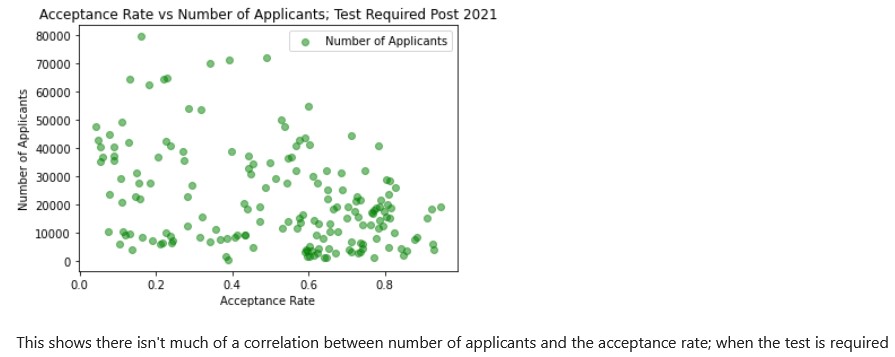 Acceptance Rate vs Number of Applicants; Test Required Post 2021
Number of Applicants
80000
70000
60000
50000
40000
30000
20000
10000
0
Number of Applicants
0.0 0.2 0.4 0.6 0.8
Acceptance Rate
This shows there isn't much of a correlation between number of applicants and the acceptance rate; when the test is required